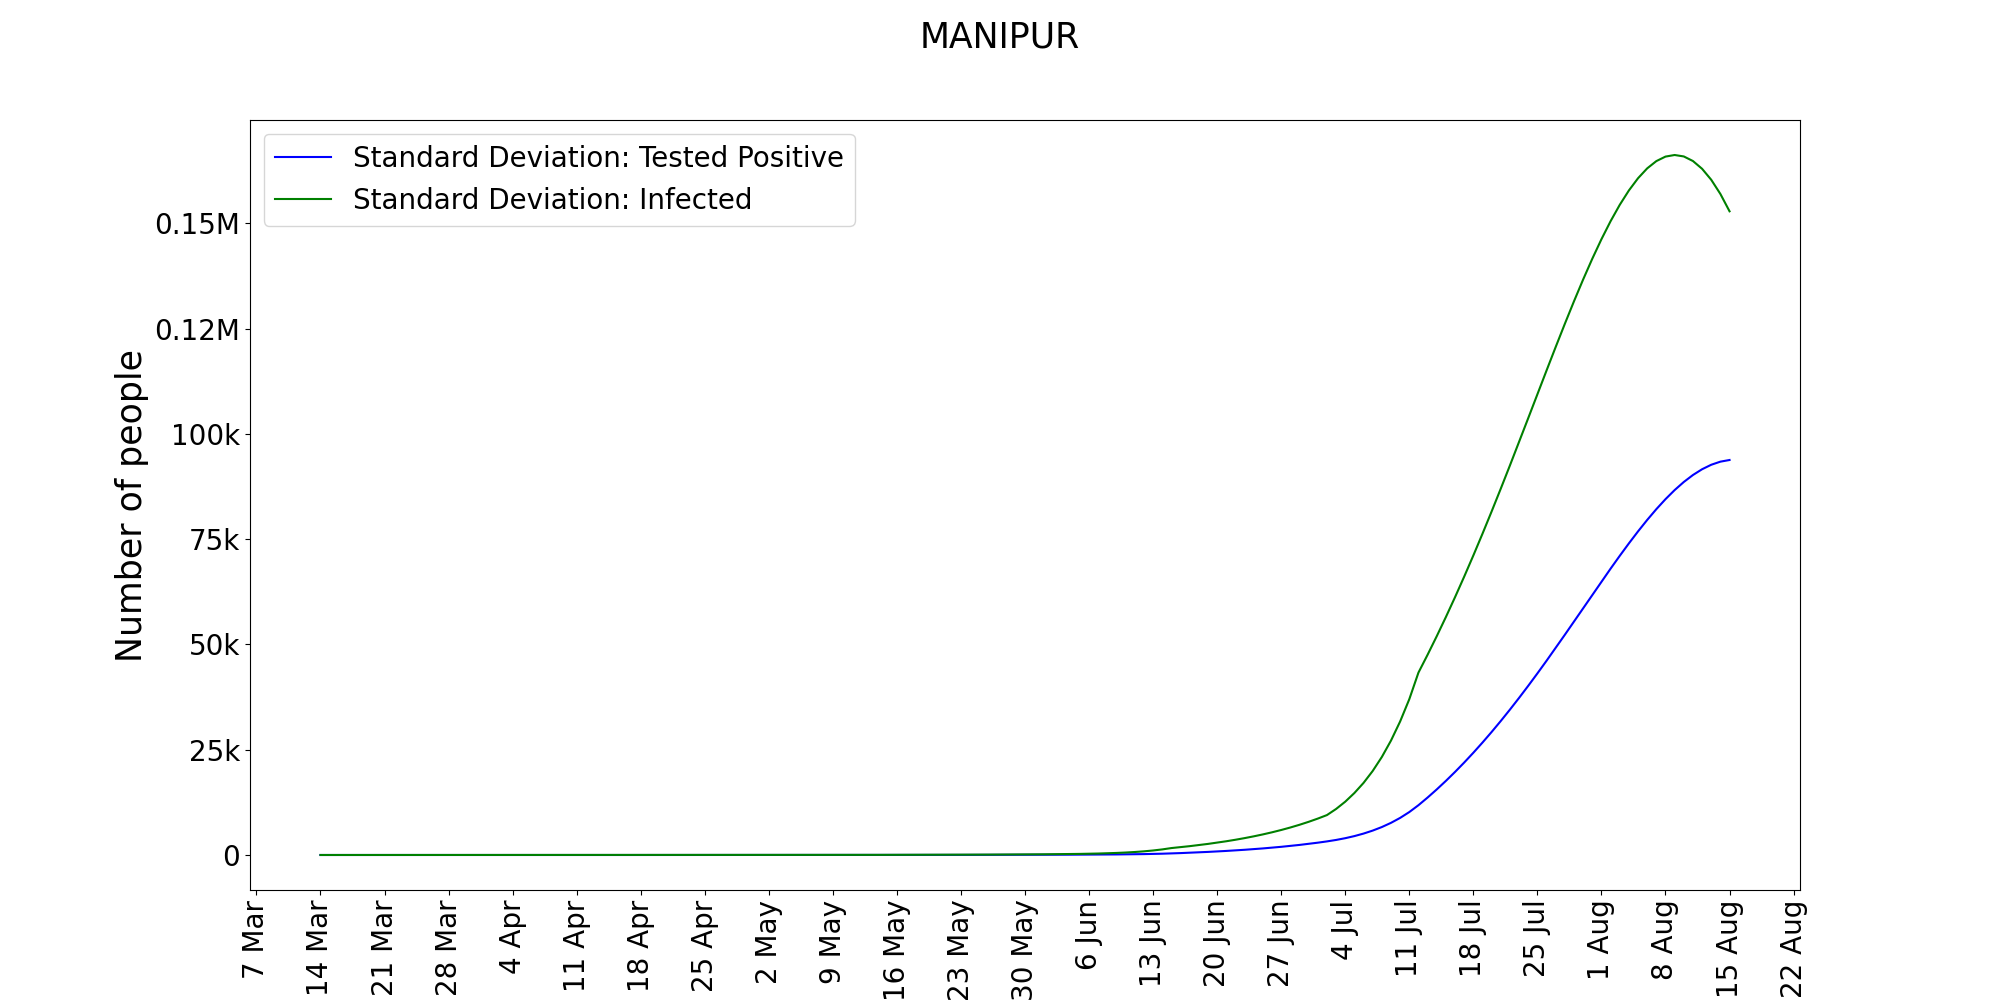 MANIPUR
Standard Deviation: Tested Positive
Standard Deviation: Infected
Number of people
0.15M
0.12M
100k
75k
50k
25k
0
7 Mar
14 Mar
21 Mar
28 Mar
4 Apr
11 Apr
18 Apr
25 Apr
2 May
9 May
16 May
23 May
30 May
6 Jun
13 Jun
20 Jun
27 Jun
4 Jul
11 Jul
18 Jul
25 Jul
1 Aug
8 Aug
15 Aug
22 Aug